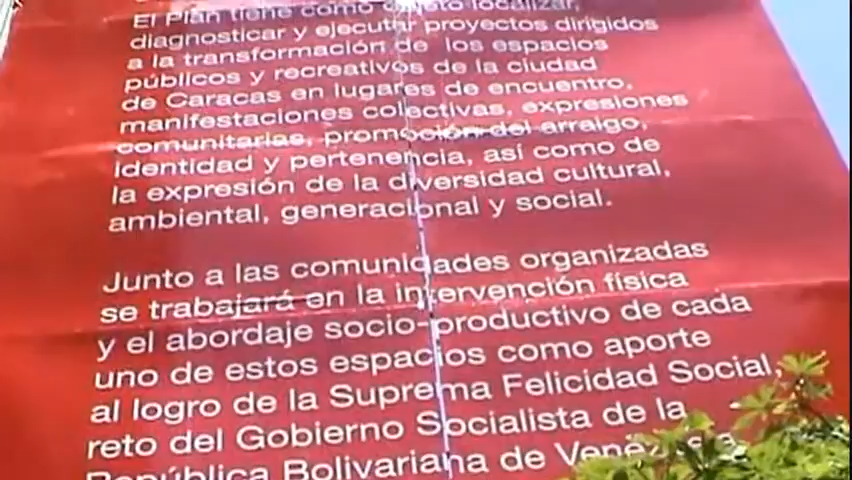 El Plan tiene como objeto localizar,
diagnosticar y ejecutar proyectos dirigidos
a la transformación de los espacios
públicos y recreativos de la ciudad
de Caracas en lugares de encuentro,
manifestaciones colectivas, expresiones
comunitarias, promoción del arraigo,
identidad y pertenencia, así como de
la expresión de la diversidad cultural,
ambiental, generacional y social.
Junto a las comunidades organizadas
se trabajará en la intervención física
y el abordaje socio-productivo de cada
uno de estos espacios como aporte
al logro de la Suprema Felicidad Social,
reto del Gobierno Socialista de la
República Bolivariana de Venezuela